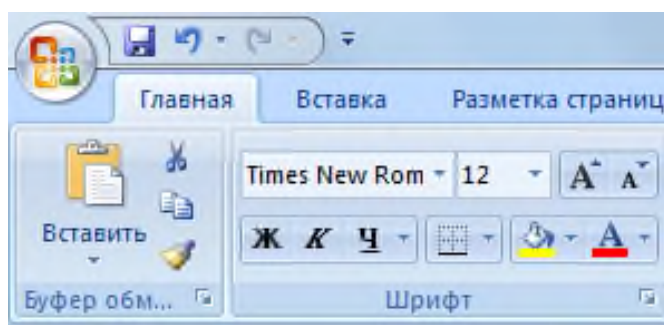 Главная Вставка Разметка страниц
Times New Rom 12 A A
Вставить Ж К Ч A
Буфер обм... Шрифт